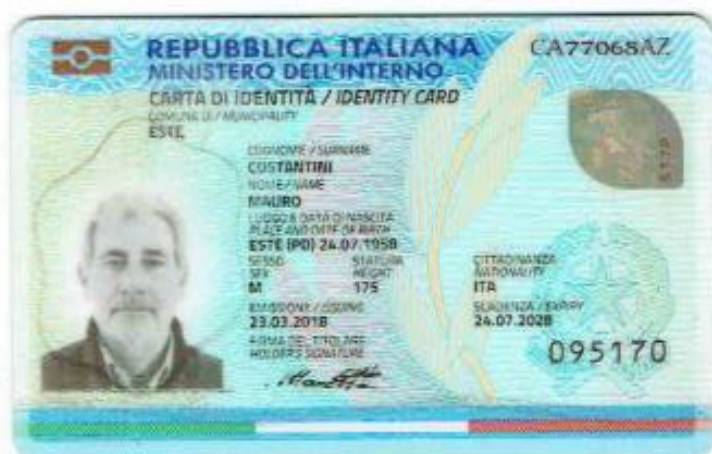 REPUBBLICA ITALIANA
CA77068AZ
MINISTERO DELL'INTERNO
CARTA DI IDENTITÀ / IDENTITY CARD
COMUNE DI / MUNICIPALITY
ESTE
COGNOME / SURNAME
COSTANTINI
NOME / NAME
MAURO
LUOGO E DATA DI NASCITA
PLACE AND DATE OF BIRTH
ESTE (PD) 24.07.1958
SESSO STATURA CITTADINANZA
SEX HEIGHT NATIONALITY
M 175 ITA
EMISSIONE / ISSUING SCADENZA / EXPIRY
23.03.2018 24.07.2028
FIRMA DEL TITOLARE
HOLDER'S SIGNATURE
095170